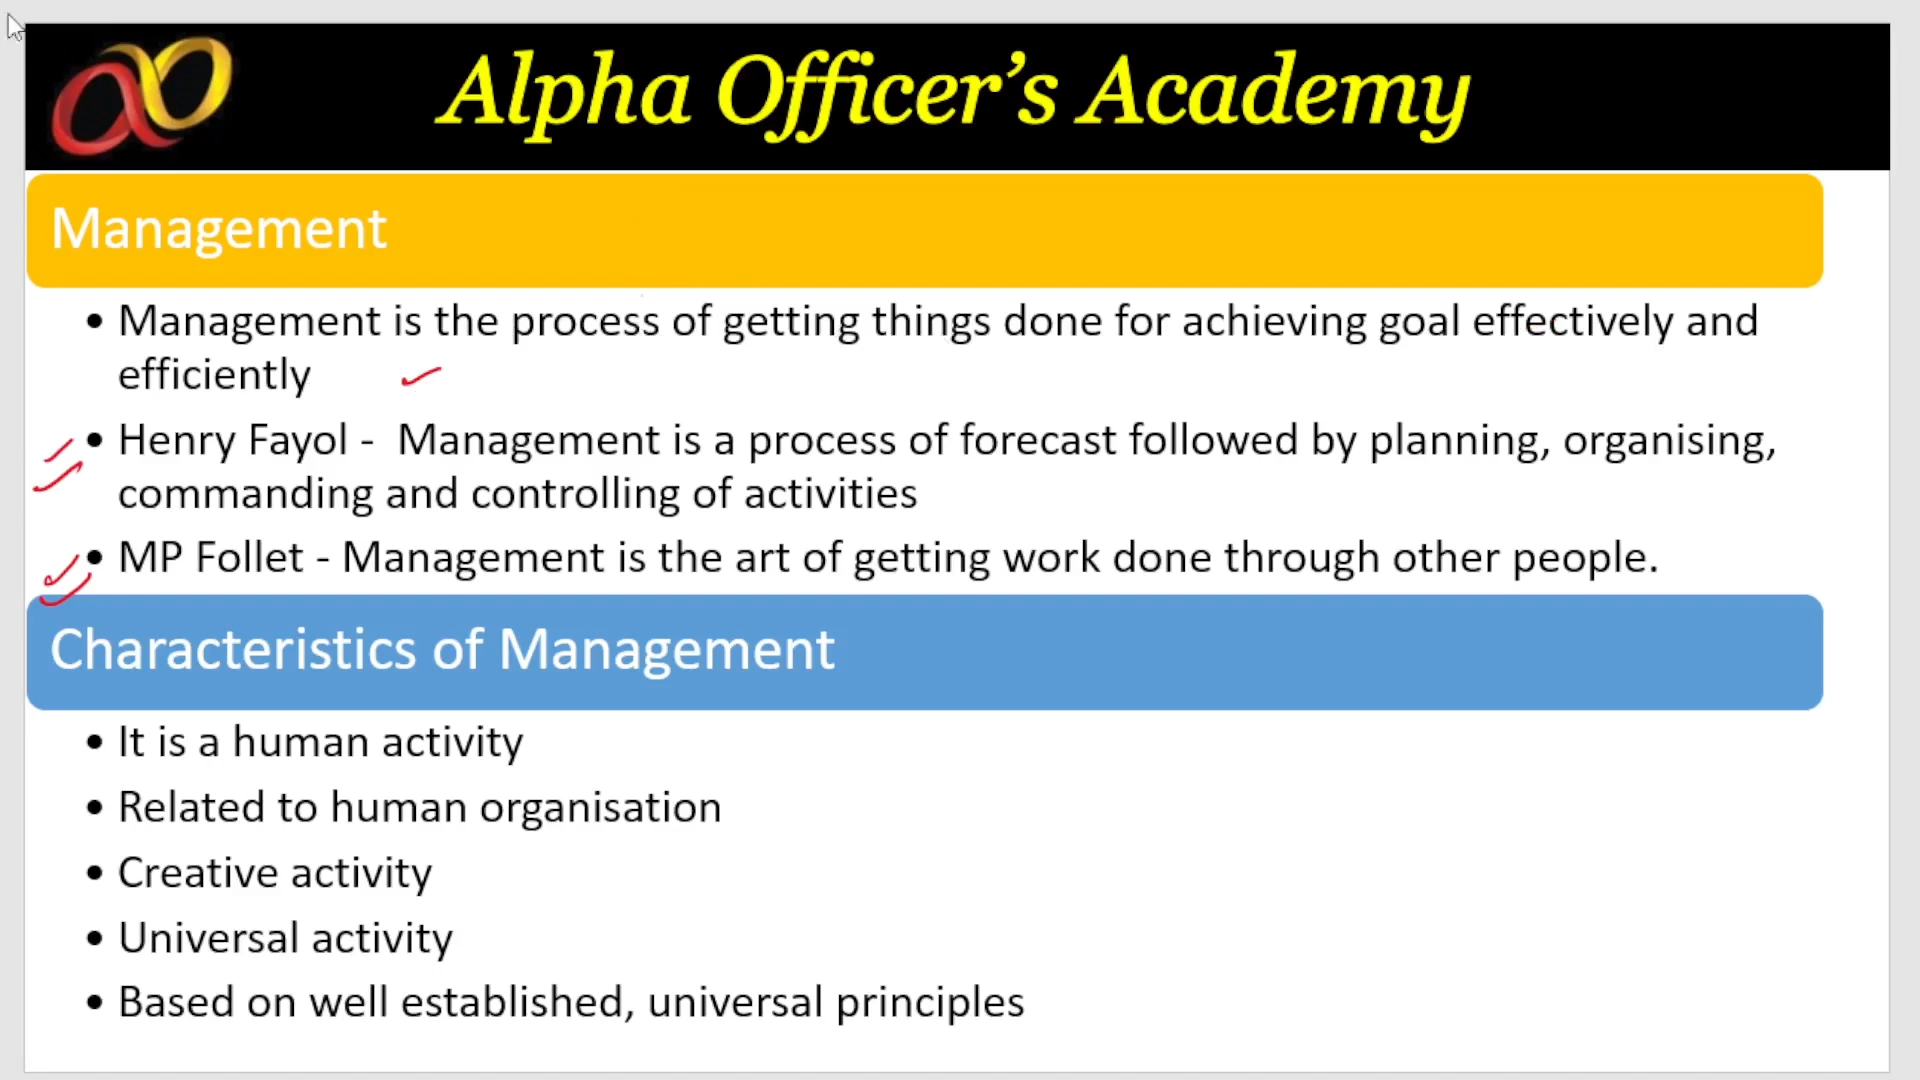 Alpha Officer’s Academy
Management
• Management is the process of getting things done for achieving goal effectively and
efficiently
• Henry Fayol - Management is a process of forecast followed by planning, organising,
commanding and controlling of activities
• MP Follet - Management is the art of getting work done through other people.
Characteristics of Management
• It is a human activity
• Related to human organisation
• Creative activity
• Universal activity
• Based on well established, universal principles